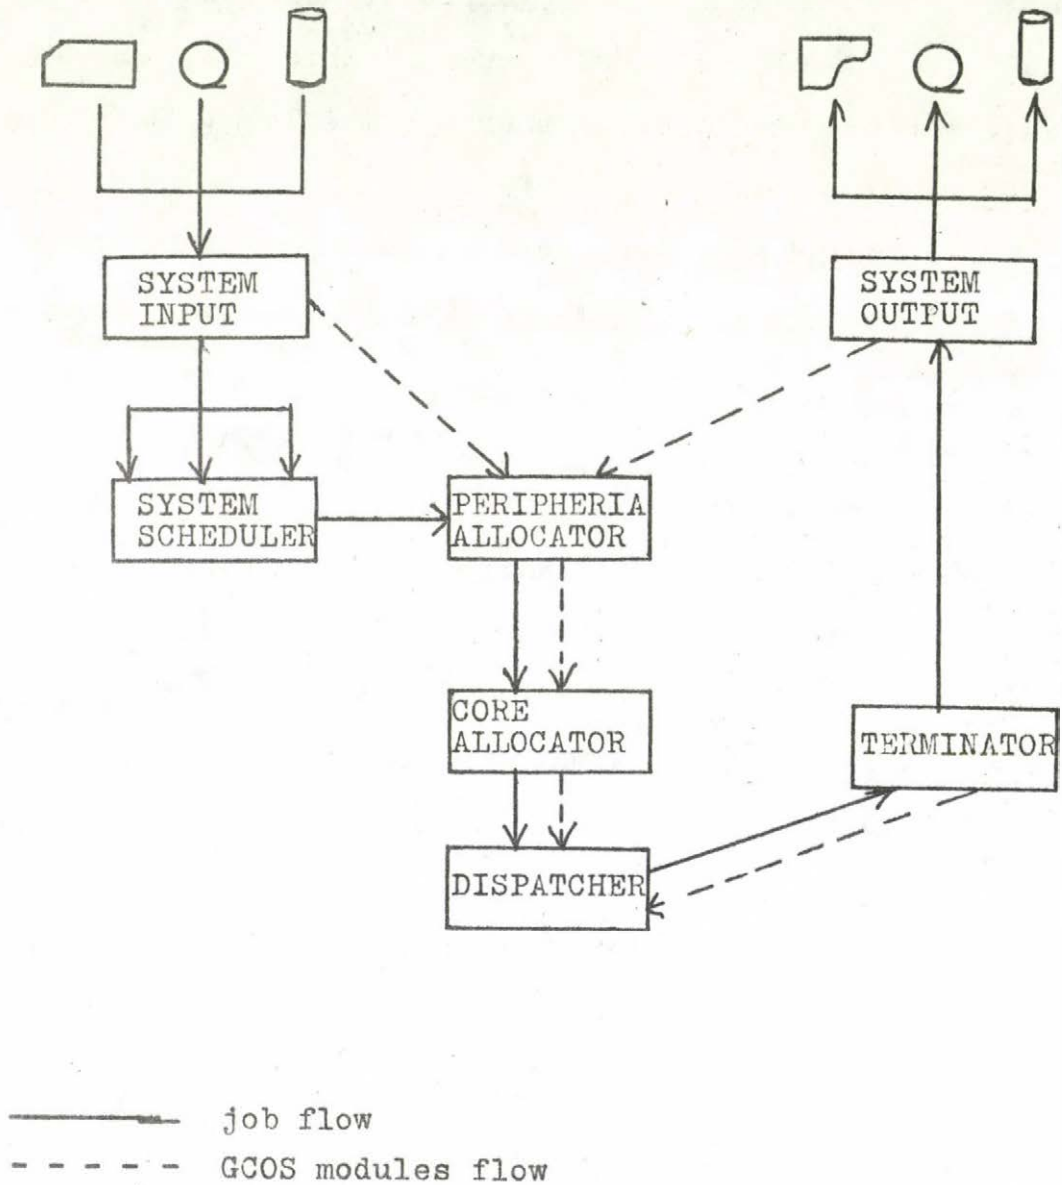 SYSTEM
INPUT
SYSTEM
OUTPUT
SYSTEM
SCHEDULER
PERIPHERIA
ALLOCATOR
CORE
ALLOCATOR
TERMINATOR
DISPATCHER
job flow
GCOS modules flow